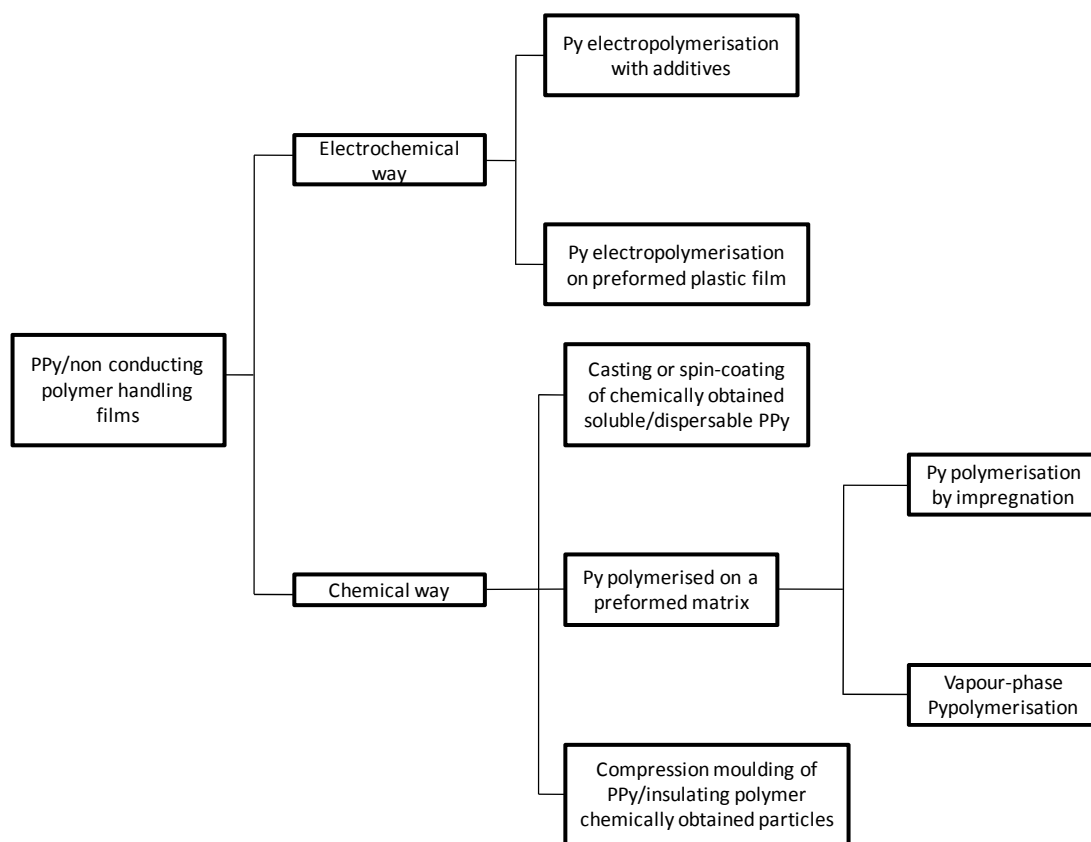 Py electropolymerisation
with additives
Electrochemical
way
Py electropolymerisation
on preformed plastic film
PPy/non conducting
polymer handling
films
Casting or spin-coating
of chemically obtained
soluble/dispersable PPy
Py polymerisation
by impregnation
Chemical way
Py polymerised on a
preformed matrix
Vapour-phase
Pypolymerisation
Compression moulding of
PPy/insulating polymer
chemically obtained particles